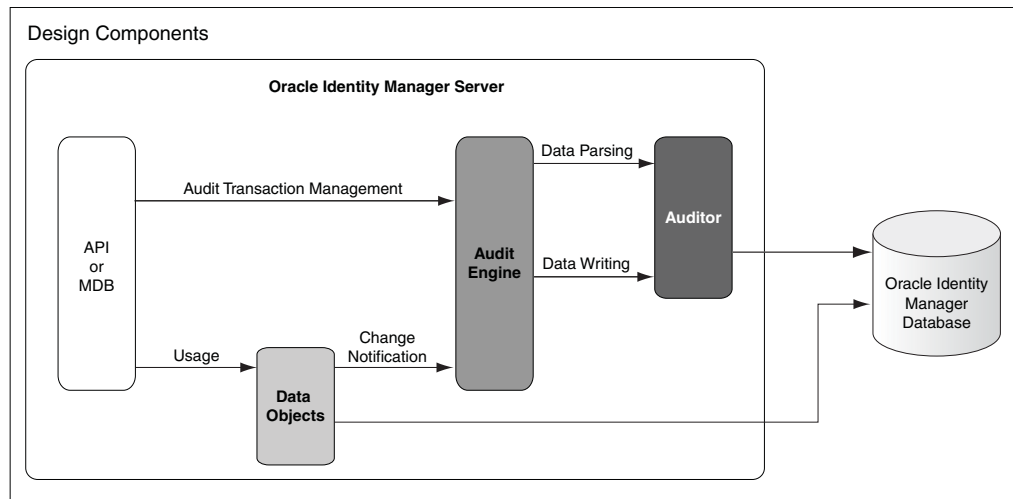 Design Components
Oracle Identity Manager Server
Data Parsing
Audit Transaction Management
Auditor
API
or
MDB
Audit
Engine
Data Writing
Oracle Identity
Manager
Database
Usage
Change
Notification
Data
Objects